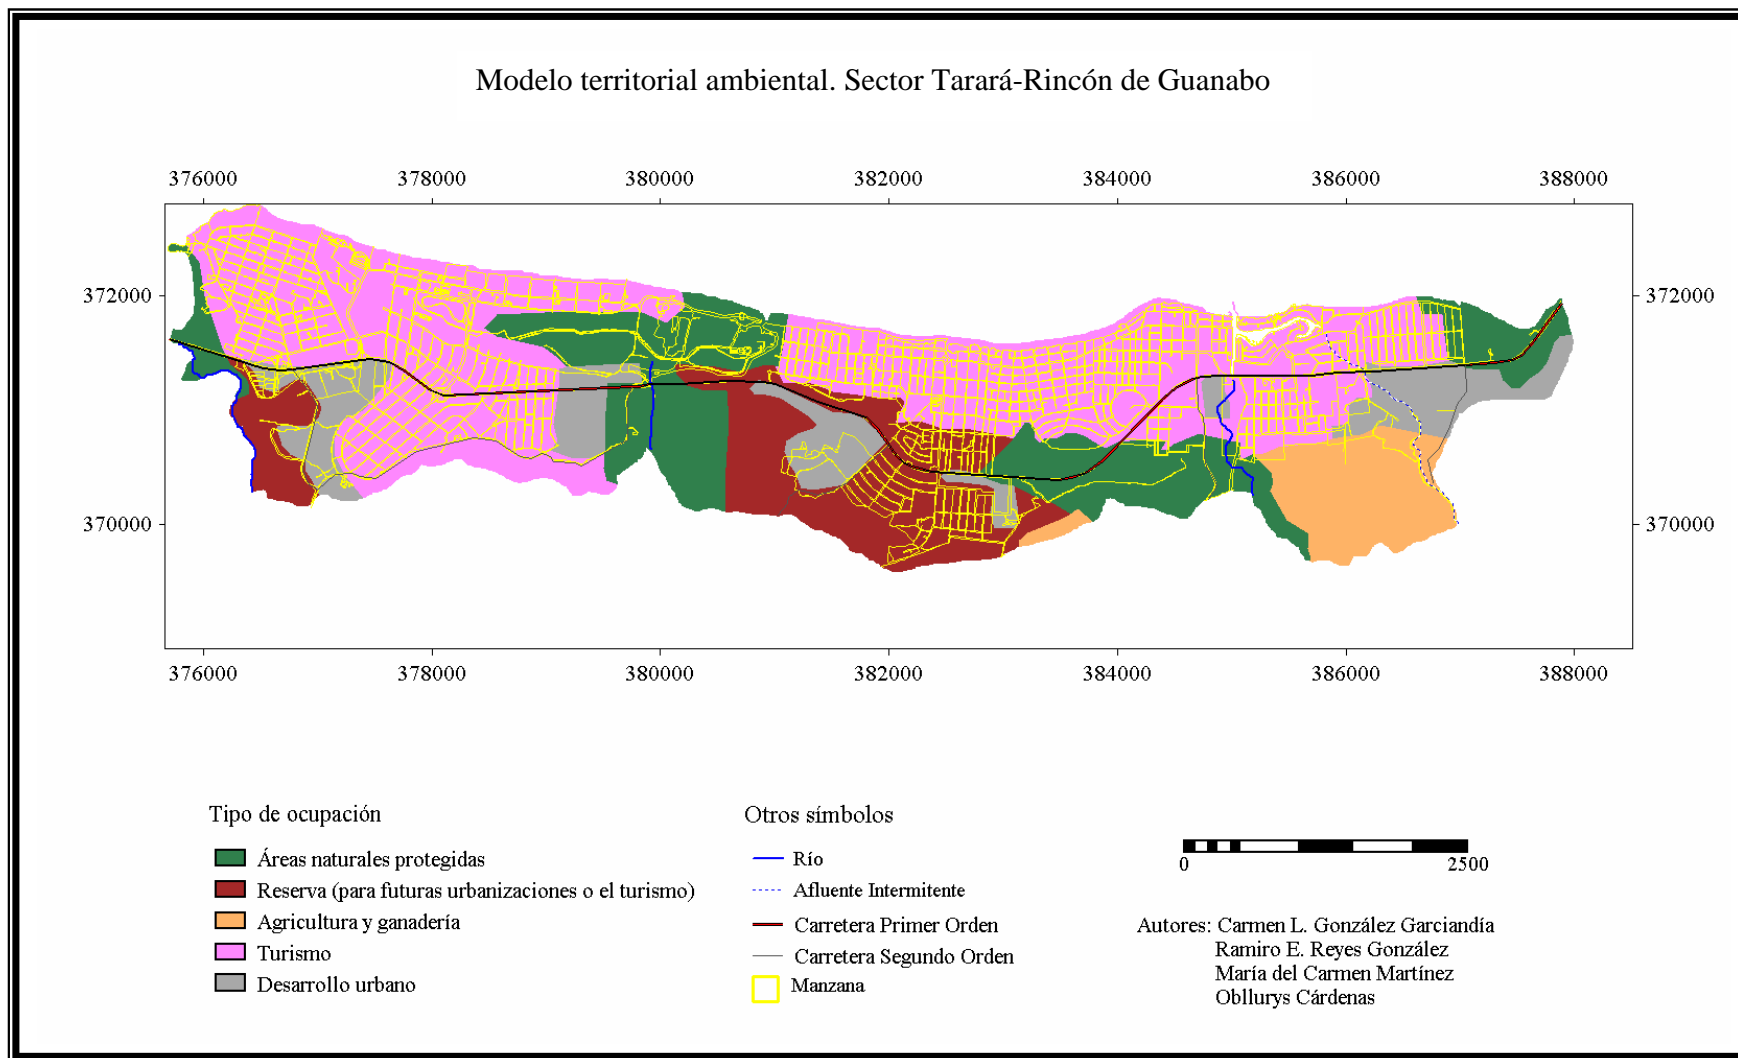 Modelo territorial ambiental. Sector Tarará-Rincón de Guanabo
376000 378000 380000 382000 384000 386000 388000
372000 372000
370000 370000
376000 378000 380000 382000 384000 386000 388000
Tipo de ocupación
Áreas naturales protegidas
Reserva (para futuras urbanizaciones o el turismo)
Agricultura y ganadería
Turismo
Desarrollo urbano
Otros símbolos
Río
Afluente Intermitente
Carretera Primer Orden
Carretera Segundo Orden
Manzana
0 2500
Autores: Carmen L. González Garciandía
Ramiro E. Reyes González
María del Carmen Martínez
Obllurys Cárdenas